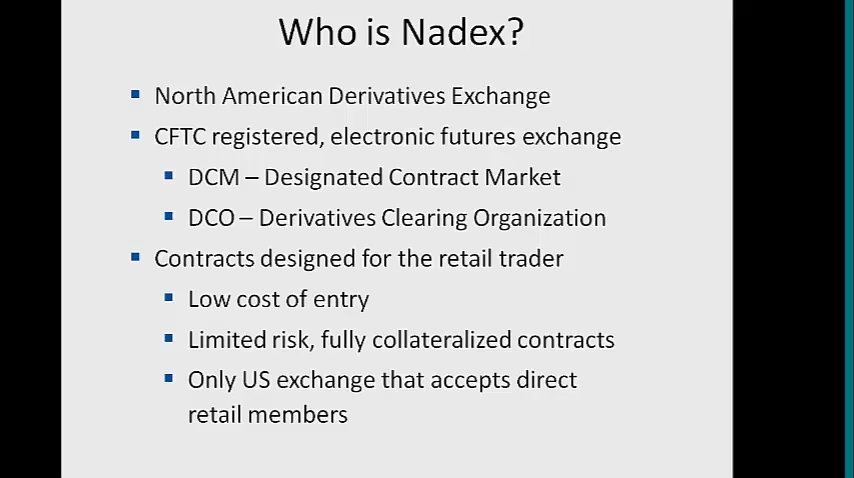 Who is Nadex?
North American Derivatives Exchange
CFTC registered, electronic futures exchange
DCM – Designated Contract Market
DCO – Derivatives Clearing Organization
Contracts designed for the retail trader
Low cost of entry
Limited risk, fully collateralized contracts
Only US exchange that accepts direct
retail members